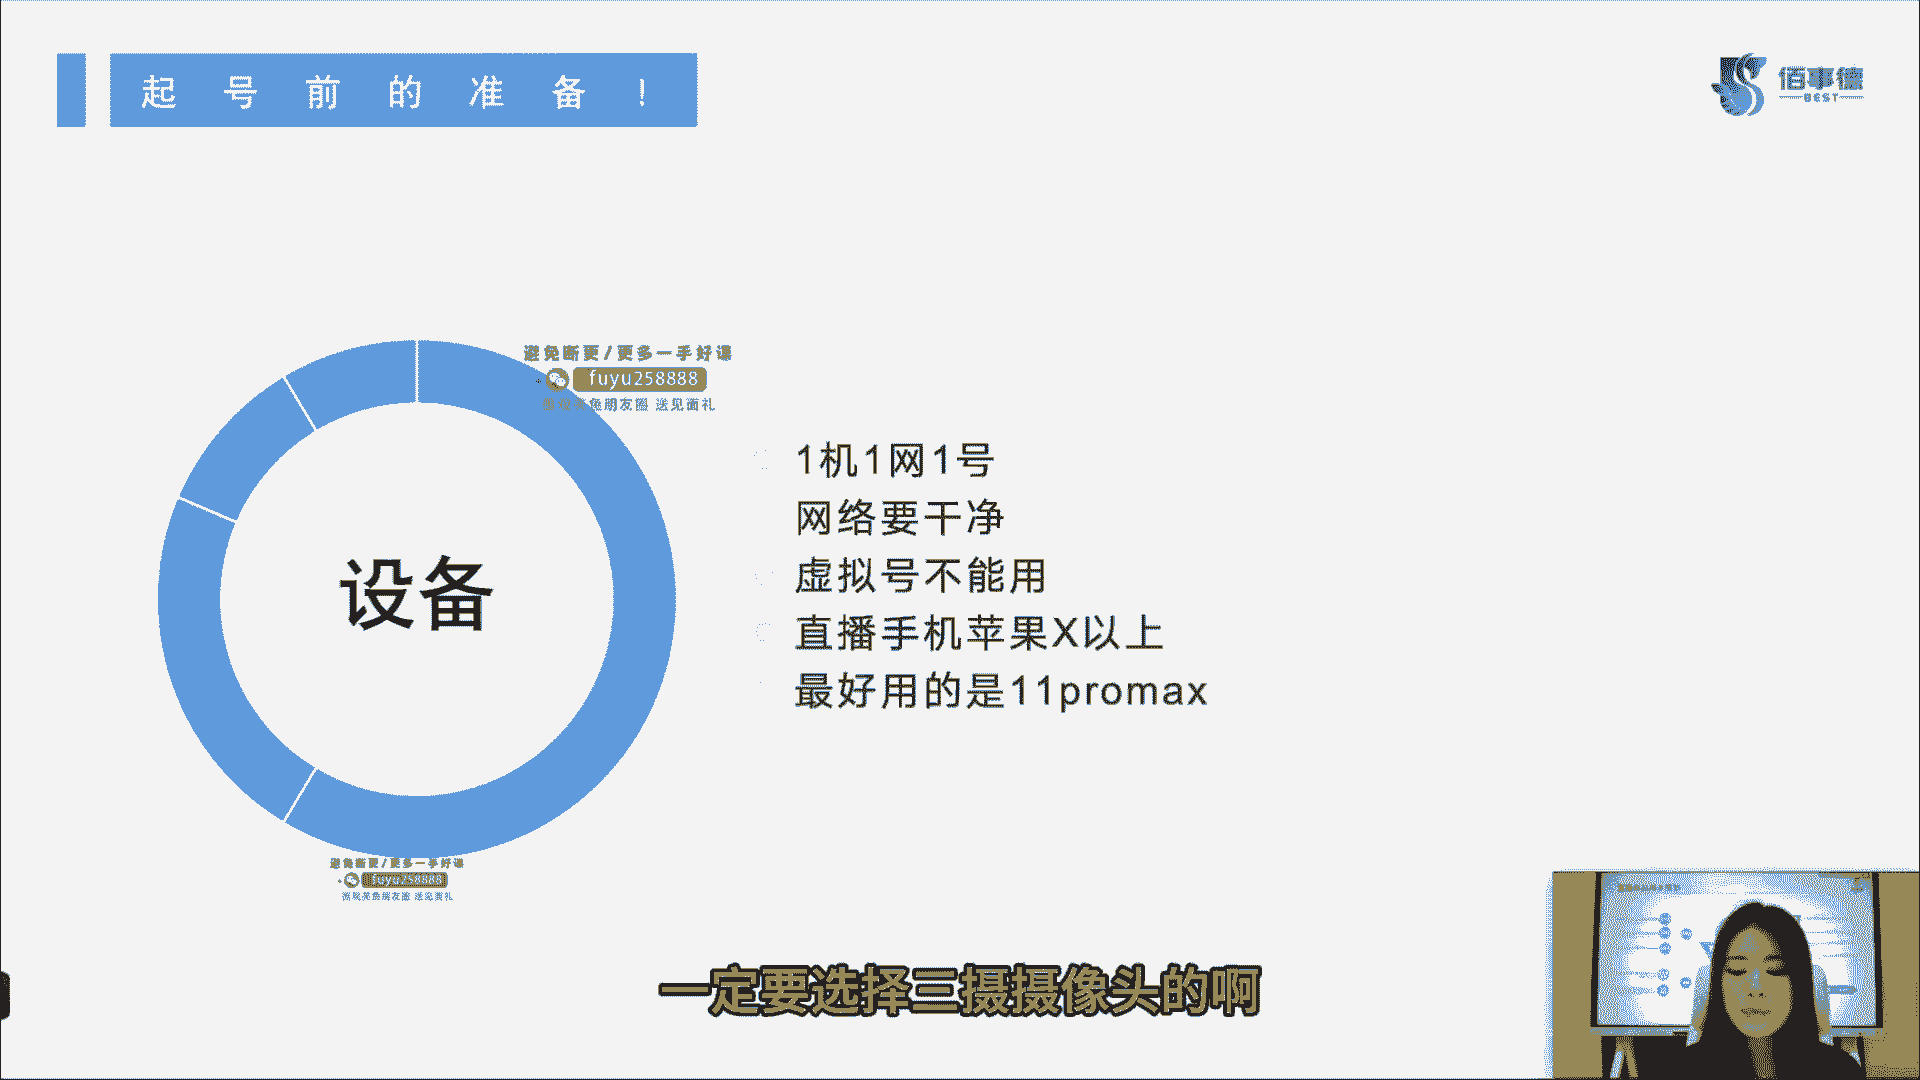 起号前的准备!
佰事德
BEST
避免断更/更多一手好课
fuyu258888
鱼朋友圈 送见面礼
1机1网1号
网络要干净
虚拟号不能用
直播手机苹果X以上
最好用的是11promax
设备
避免断更/更多一手好课
fuyu258888
鱼朋友圈 送见面礼
一定要选择三摄摄像头的啊